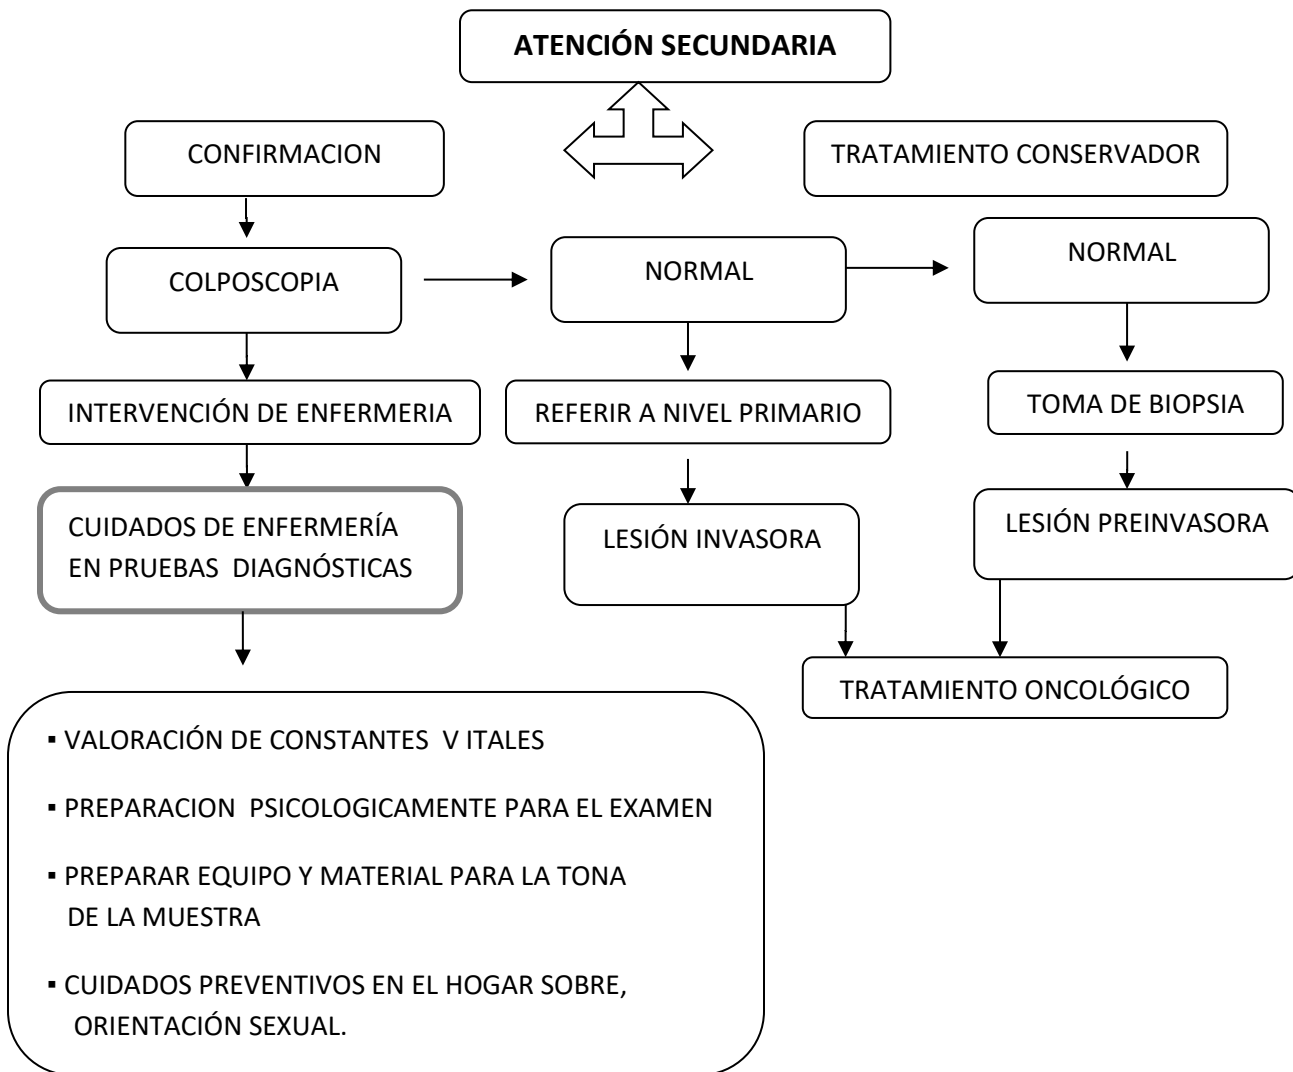 ATENCIÓN SECUNDARIA
CONFIRMACION
TRATAMIENTO CONSERVADOR
COLPOSCOPIA
NORMAL
NORMAL
INTERVENCIÓN DE ENFERMERIA
REFERIR A NIVEL PRIMARIO
TOMA DE BIOPSIA
CUIDADOS DE ENFERMERÍA
EN PRUEBAS DIAGNÓSTICAS
LESIÓN INVASORA
LESIÓN PREINVASORA
TRATAMIENTO ONCOLÓGICO
▪ VALORACIÓN DE CONSTANTES V ITALES
▪ PREPARACION PSICOLOGICAMENTE PARA EL EXAMEN
▪ PREPARAR EQUIPO Y MATERIAL PARA LA TONA
DE LA MUESTRA
▪ CUIDADOS PREVENTIVOS EN EL HOGAR SOBRE,
ORIENTACIÓN SEXUAL.